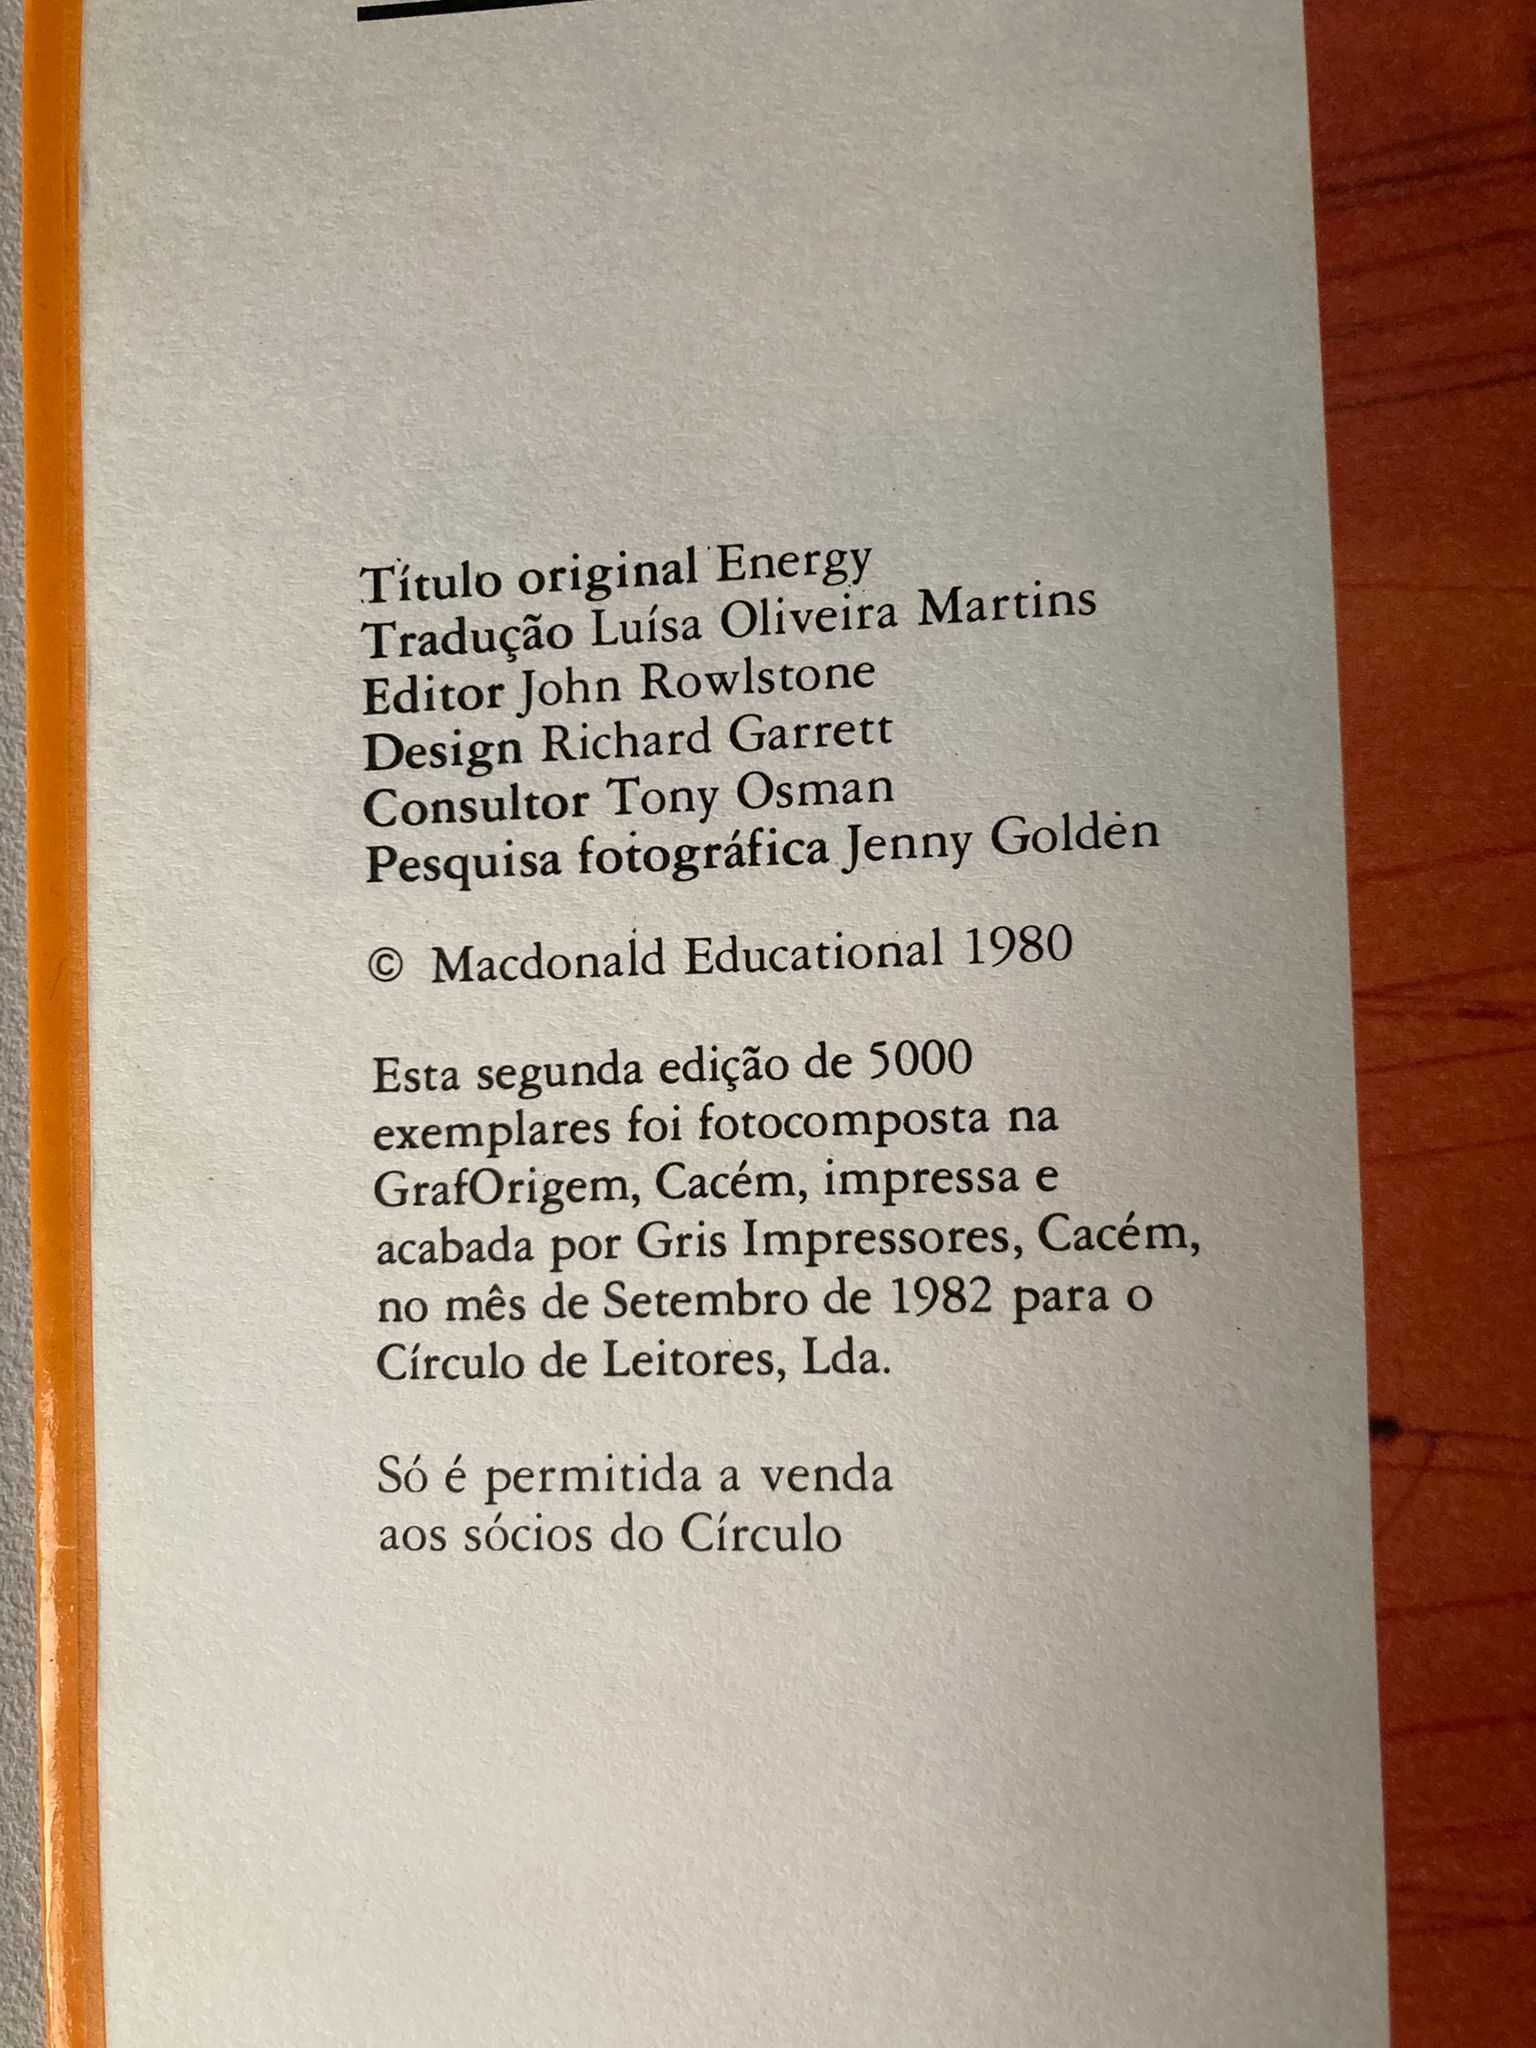 Título original Energy
Tradução Luísa Oliveira Martins
Editor John Rowlstone
Design Richard Garrett
Consultor Tony Osman
Pesquisa fotográfica Jenny Golden
© Macdonald Educational 1980
Esta segunda edição de 5000
exemplares foi fotocomposta na
GrafOrigem, Cacém, impressa e
acabada por Gris Impressores, Cacém,
no mês de Setembro de 1982 para o
Círculo de Leitores, Lda.
Só é permitida a venda
aos sócios do Círculo